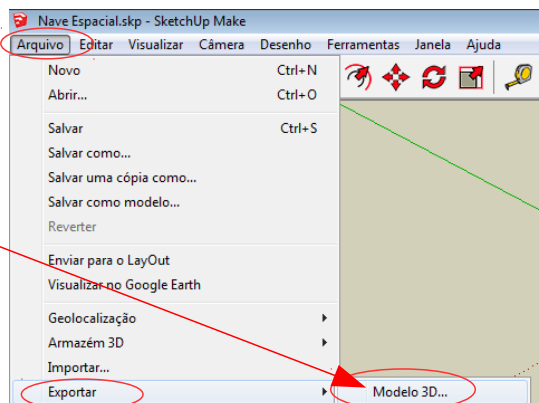 Nave Espacial.skp - SketchUp Make
Arquivo Editar Visualizar Câmera Desenho Ferramentas Janela Ajuda
Novo Ctrl+N
Abrir... Ctrl+O
Salvar Ctrl+S
Salvar como...
Salvar uma cópia como...
Salvar como modelo...
Reverter
Enviar para o LayOut
Visualizar no Google Earth
Geolocalização
Armazém 3D
Importar...
Exportar Modelo 3D...